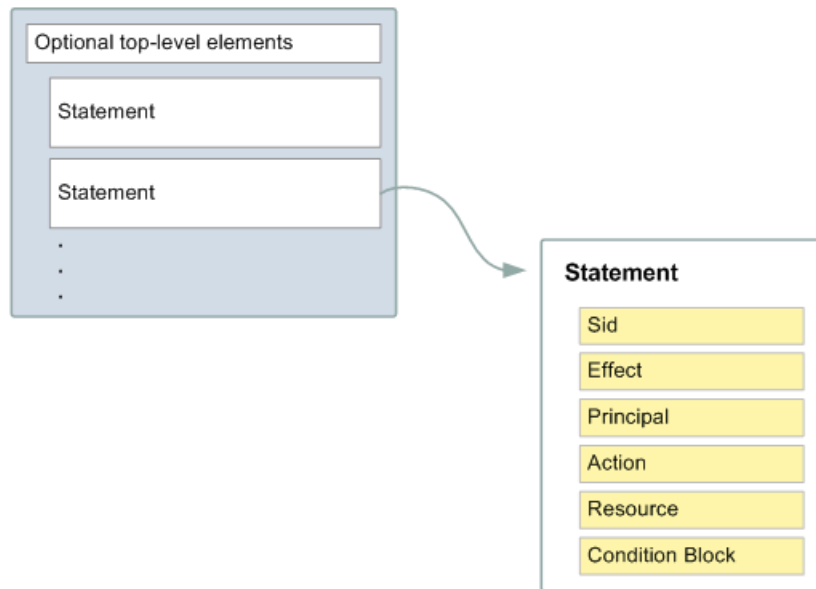 Optional top-level elements
Statement
Statement
.
.
.
Statement
Sid
Effect
Principal
Action
Resource
Condition Block